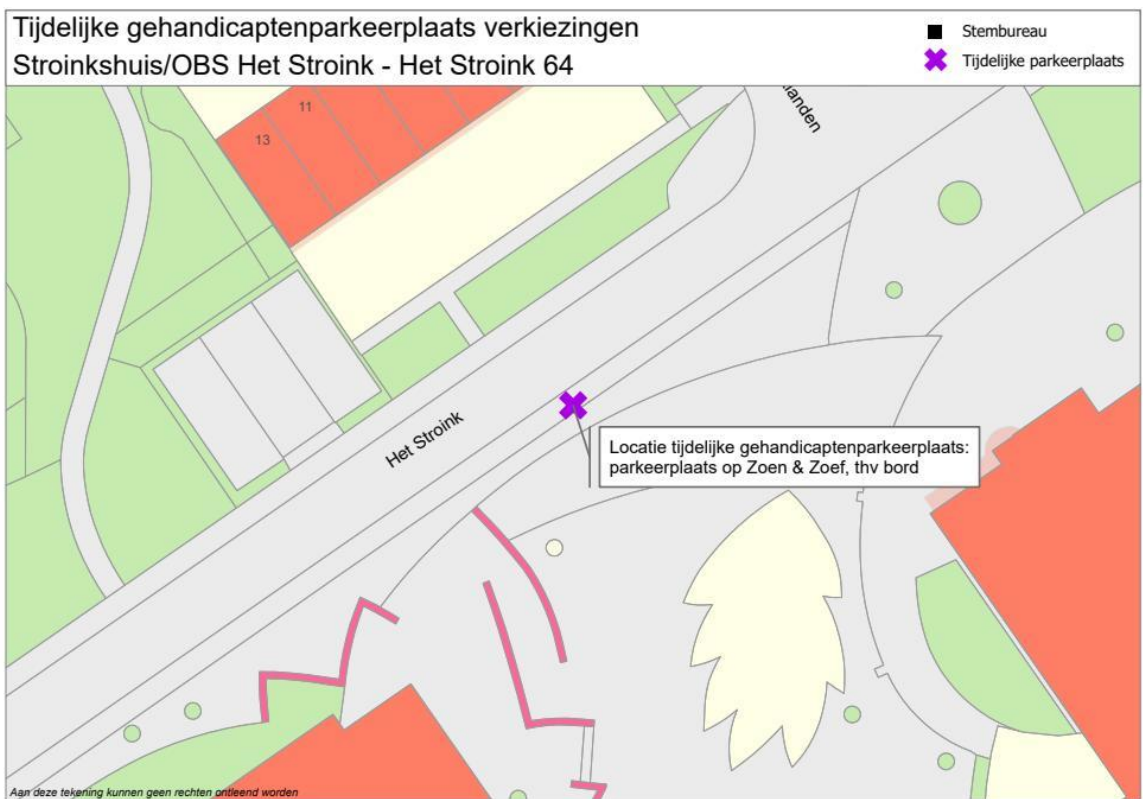 Tijdelijke gehandicaptenparkeerplaats verkiezingen
Stroinkshuis/OBS Het Stroink - Het Stroink 64
Stembureau
Tijdelijke parkeerplaats
11
13
Het Stroink
Locatie tijdelijke gehandicaptenparkeerplaats:
parkeerplaats op Zoen & Zoef, thv bord
Aan deze tekening kunnen geen rechten ontleend worden